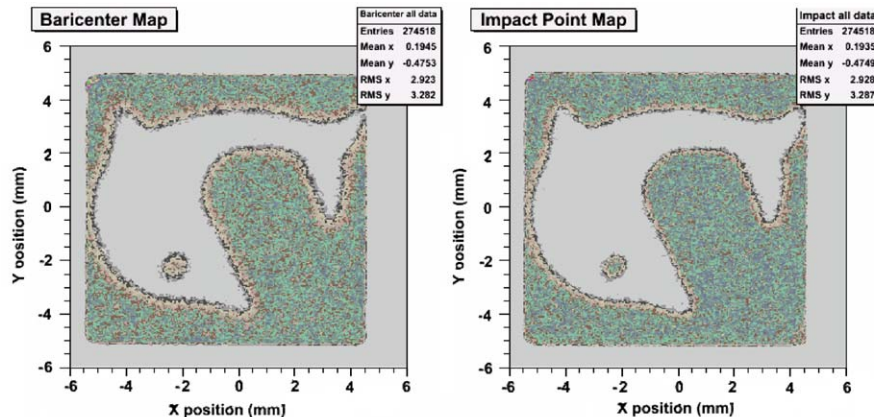 Baricenter Map
Baricenter all data
Entries 274518
Mean x 0.1945
Mean y -0.4753
RMS x 2.923
RMS y 3.282
6
4
2
0
-2
-4
-6
Y oosition (mm)
-6 -4 -2 0 2 4 6
X position (mm)
Impact Point Map
Impact all data
Entries 274518
Mean x 0.1935
Mean y -0.4749
RMS x 2.928
RMS y 3.287
6
4
2
0
-2
-4
-6
Y oosition (mm)
-6 -4 -2 0 2 4 6
X position (mm)